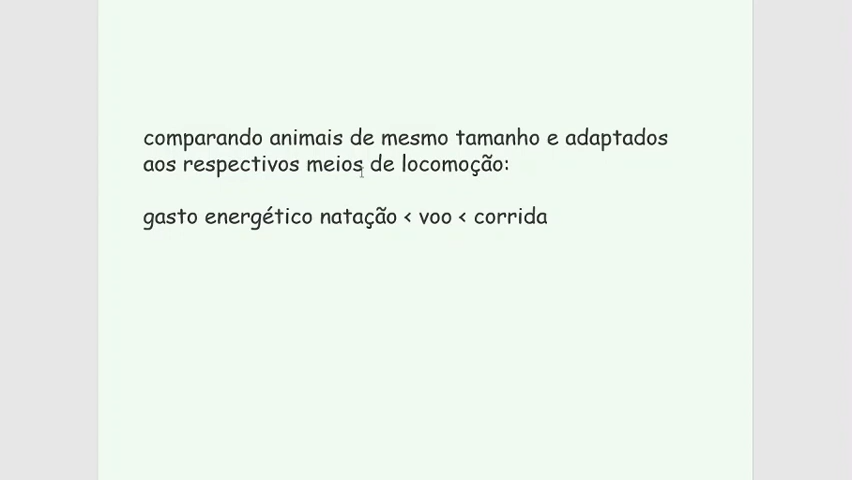 comparando animais de mesmo tamanho e adaptados
aos respectivos meios de locomoção:
gasto energético natação < voo < corrida